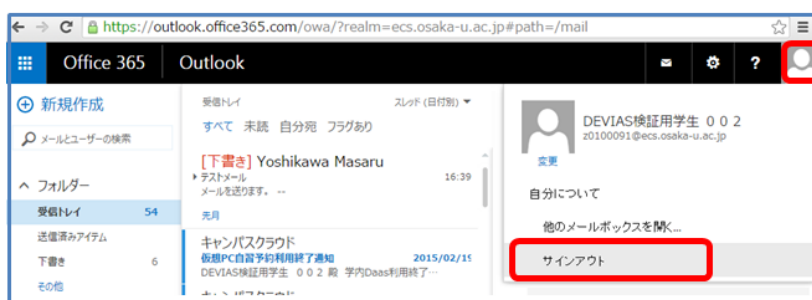 https://outlook.office365.com/owa/?realm=ecs.osaka-u.ac.jp#path=/mail
Office 365
Outlook
?
新規作成
メールとユーザーの検索
フォルダー
受信トレイ 54
送信済みアイテム
下書き 6
その他
受信トレイ
スレッド (日付別)
すべて 未読 自分宛 フラグあり
[下書き] Yoshikawa Masaru
テストメール 16:39
メールを送ります。 --
先月
キャンパスクラウド
仮想PC自習予約利用終了通知 2015/02/19
DEVIAS検証用学生 ００２ 殿 学内Daas利用終了…
DEVIAS検証用学生 ００２
z0100091@ecs.osaka-u.ac.jp
変更
自分について
他のメールボックスを開く...
サインアウト